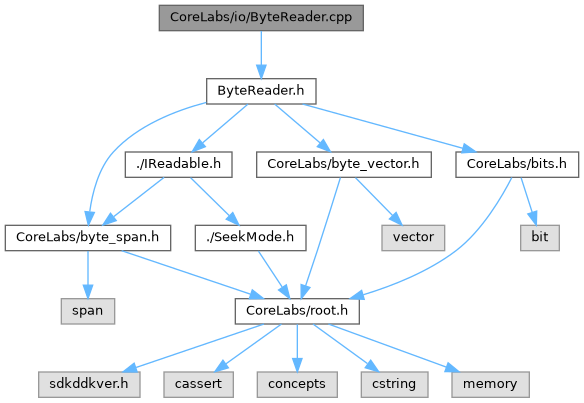 CoreLabs/io/ByteReader.cpp
ByteReader.h
./IReadable.h
CoreLabs/byte_vector.h
CoreLabs/bits.h
CoreLabs/byte_span.h
./SeekMode.h
vector
bit
span
CoreLabs/root.h
sdkddkver.h
cassert
concepts
cstring
memory